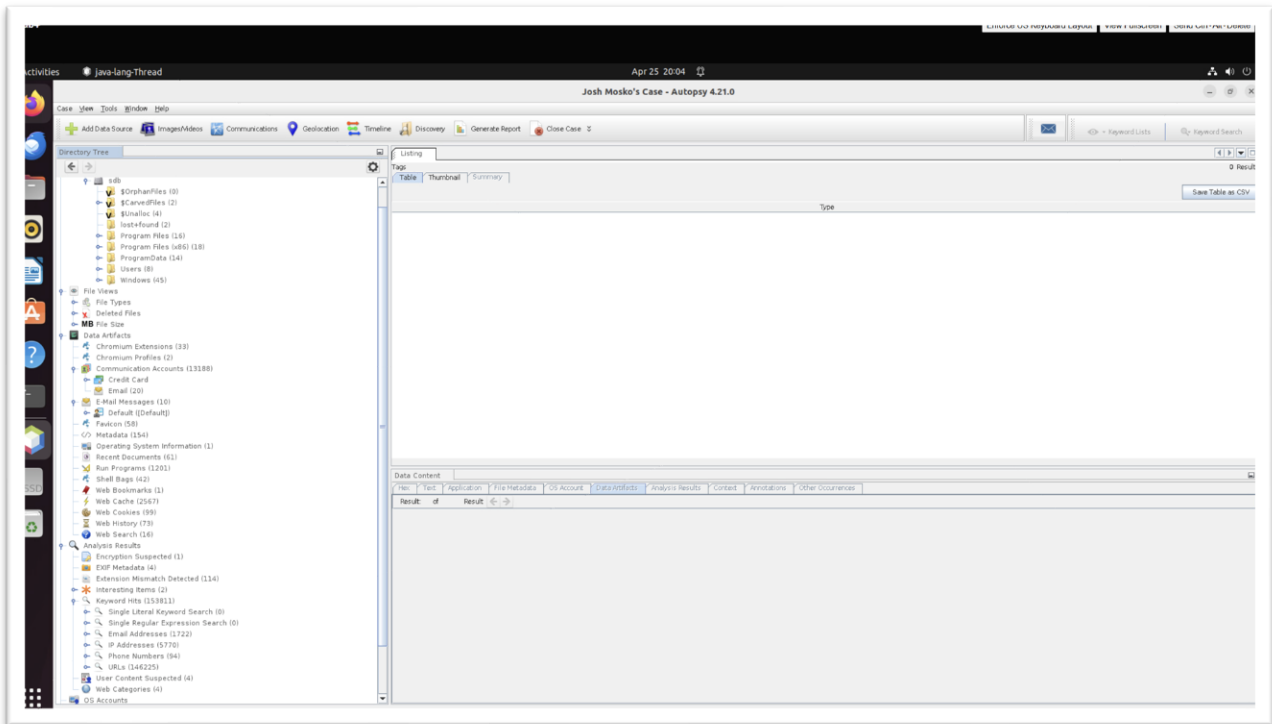 Enforce US Keyboard Layout View Fullscreen Send Ctrl+Alt+Delete
Activities java-lang-Thread Apr 25 20:04
Josh Mosko's Case - Autopsy 4.21.0
Case View Tools Window Help
Add Data Source Images/Videos Communications Geolocation Timeline Discovery Generate Report Close Case Keyword Lists Keyword Search
Directory Tree
Listing
Tags
0 Result
Table Thumbnail Summary
Save Table as CSV
Type
sdb
$OrphanFiles (0)
$CarvedFiles (2)
$Unalloc (4)
lost+found (2)
Program Files (16)
Program Files (x86) (18)
ProgramData (14)
Users (8)
Windows (45)
File Views
File Types
Deleted Files
MB File Size
Data Artifacts
Chromium Extensions (33)
Chromium Profiles (2)
Communication Accounts (13188)
Credit Card
Email (20)
E-Mail Messages (10)
Default ([Default])
Favicon (58)
Metadata (154)
Operating System Information (1)
Recent Documents (61)
Run Programs (1201)
Shell Bags (42)
Web Bookmarks (1)
Web Cache (2567)
Web Cookies (99)
Web History (73)
Web Search (16)
Analysis Results
Encryption Suspected (1)
EXIF Metadata (4)
Extension Mismatch Detected (114)
Interesting Items (2)
Keyword Hits (153811)
Single Literal Keyword Search (0)
Single Regular Expression Search (0)
Email Addresses (1722)
IP Addresses (5770)
Phone Numbers (94)
URLs (146225)
User Content Suspected (4)
Web Categories (4)
OS Accounts
Data Content
Hex Text Application File Metadata OS Account Data Artifacts Analysis Results Context Annotations Other Occurrences
Result: of Result